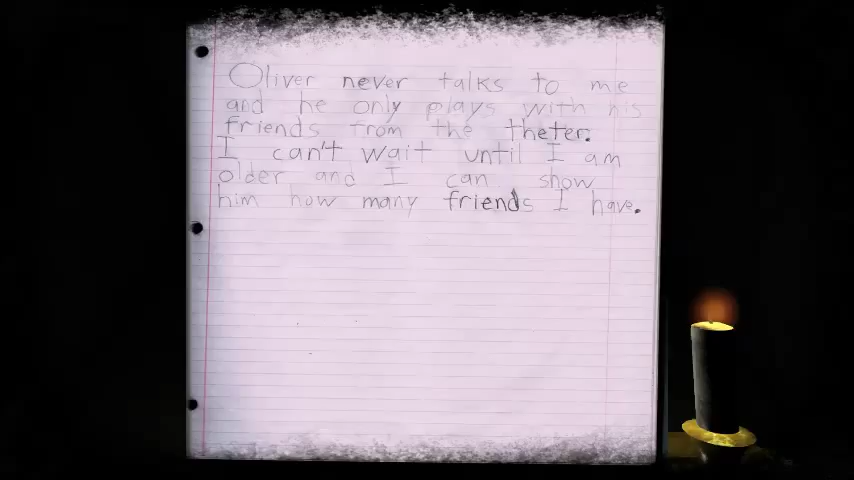 Oliver never talks to me
and he only plays with his
friends from the theter.
I can't wait until I am
older and I can show
him how many friends I have.